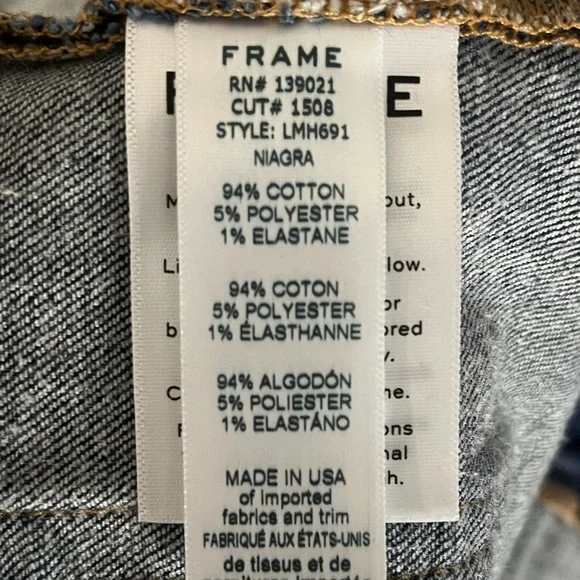 FRAME
RN# 139021
CUT# 1508
STYLE: LMH691
NIAGRA
94% COTTON
5% POLYESTER
1% ELASTANE
94% COTON
5% POLYESTER
1% ÉLASTHANNE
94% ALGODÓN
5% POLIESTER
1% ELASTÁNO
MADE IN USA
of imported
fabrics and trim
FABRIQUÉ AUX ÉTATS-UNIS
de tissus et de
E
low.